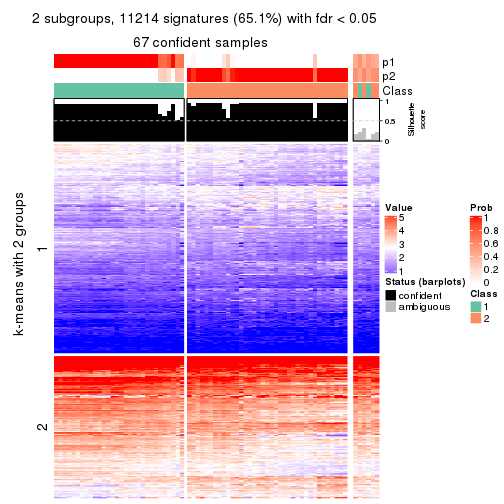 2 subgroups, 11214 signatures (65.1%) with fdr < 0.05
67 confident samples
p1
p2
Class
1
0.5
0
Silhouette
score
k-means with 2 groups
1
2
Value
5
4
3
2
1
Status (barplots)
confident
ambiguous
Prob
1
0.8
0.6
0.4
0.2
0
Class
1
2